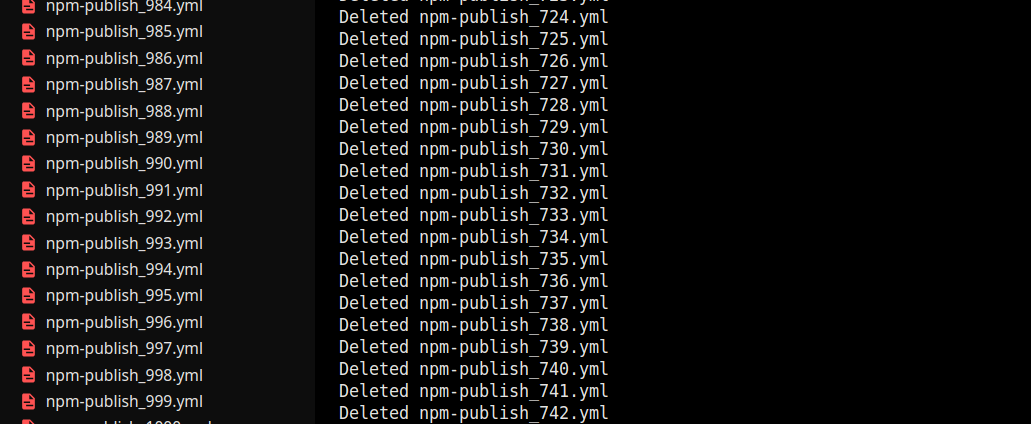 npm-publish_984.yml
npm-publish_985.yml
npm-publish_986.yml
npm-publish_987.yml
npm-publish_988.yml
npm-publish_989.yml
npm-publish_990.yml
npm-publish_991.yml
npm-publish_992.yml
npm-publish_993.yml
npm-publish_994.yml
npm-publish_995.yml
npm-publish_996.yml
npm-publish_997.yml
npm-publish_998.yml
npm-publish_999.yml
Deleted npm-publish_724.yml
Deleted npm-publish_725.yml
Deleted npm-publish_726.yml
Deleted npm-publish_727.yml
Deleted npm-publish_728.yml
Deleted npm-publish_729.yml
Deleted npm-publish_730.yml
Deleted npm-publish_731.yml
Deleted npm-publish_732.yml
Deleted npm-publish_733.yml
Deleted npm-publish_734.yml
Deleted npm-publish_735.yml
Deleted npm-publish_736.yml
Deleted npm-publish_737.yml
Deleted npm-publish_738.yml
Deleted npm-publish_739.yml
Deleted npm-publish_740.yml
Deleted npm-publish_741.yml
Deleted npm-publish_742.yml